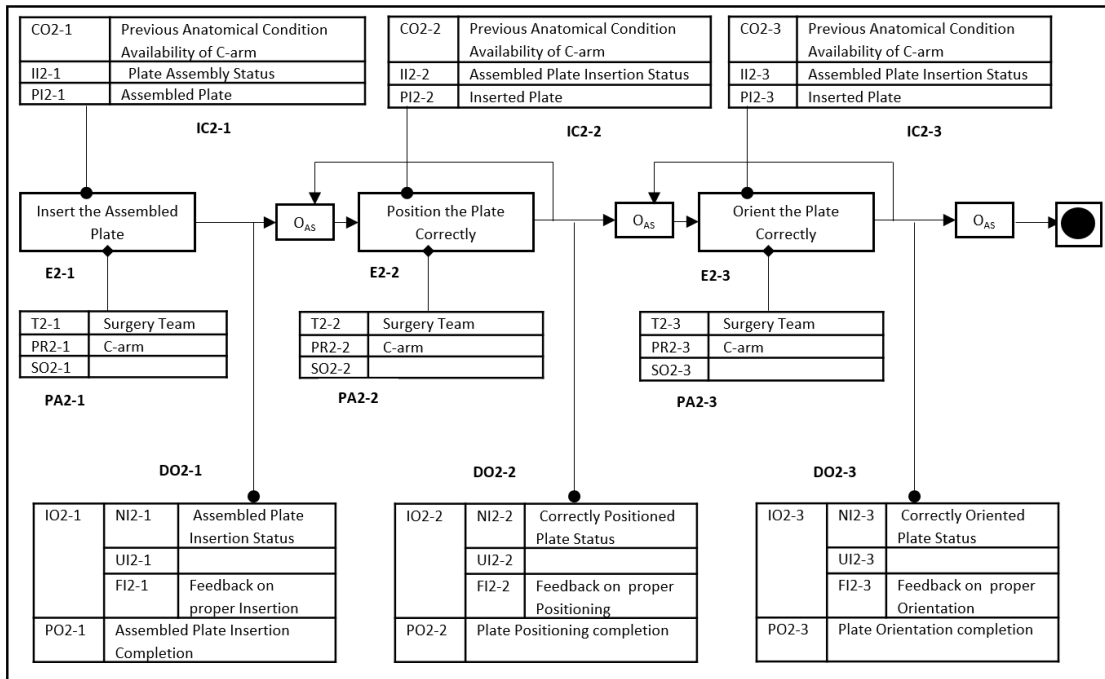 CO2-1 Previous Anatomical Condition
Availability of C-arm
II2-1 Plate Assembly Status
PI2-1 Assembled Plate
IC2-1
CO2-2 Previous Anatomical Condition
Availability of C-arm
II2-2 Assembled Plate Insertion Status
PI2-2 Inserted Plate
IC2-2
CO2-3 Previous Anatomical Condition
Availability of C-arm
II2-3 Assembled Plate Insertion Status
PI2-3 Inserted Plate
IC2-3
Insert the Assembled
Plate
E2-1
OAS
Position the Plate
Correctly
E2-2
OAS
Orient the Plate
Correctly
E2-3
OAS
T2-1 Surgery Team
PR2-1 C-arm
SO2-1
PA2-1
T2-2 Surgery Team
PR2-2 C-arm
SO2-2
PA2-2
T2-3 Surgery Team
PR2-3 C-arm
SO2-3
PA2-3
DO2-1
IO2-1 NI2-1 Assembled Plate
Insertion Status
UI2-1
FI2-1 Feedback on
proper Insertion
PO2-1 Assembled Plate Insertion
Completion
DO2-2
IO2-2 NI2-2 Correctly Positioned
Plate Status
UI2-2
FI2-2 Feedback on proper
Positioning
PO2-2 Plate Positioning completion
DO2-3
IO2-3 NI2-3 Correctly Oriented
Plate Status
UI2-3
FI2-3 Feedback on proper
Orientation
PO2-3 Plate Orientation completion